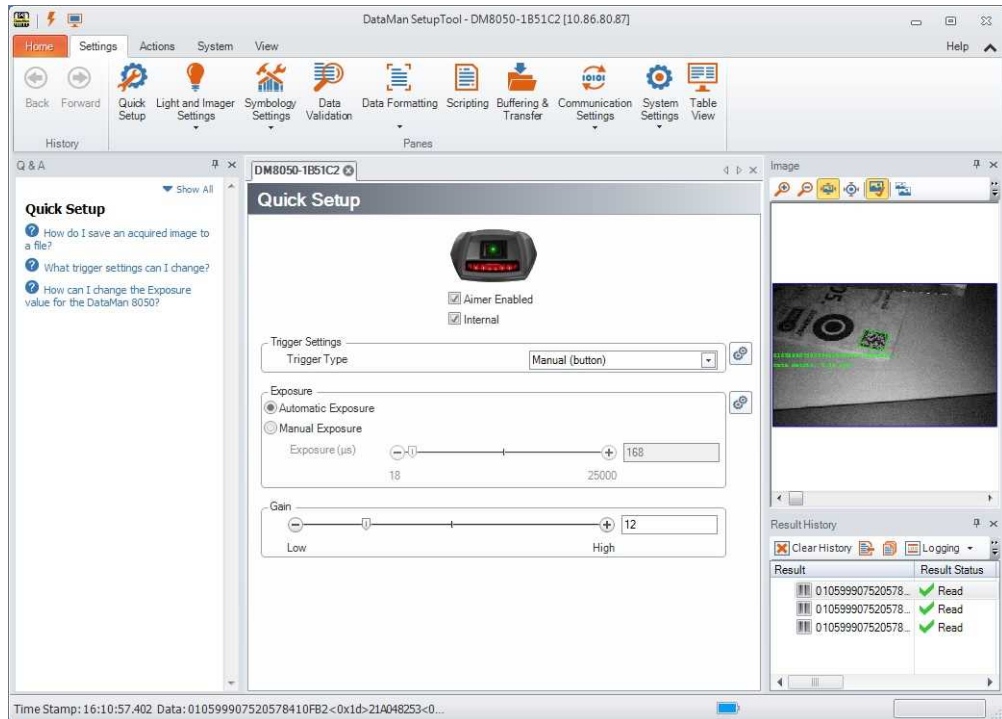 DataMan SetupTool - DM8050-1B51C2 [10.86.80.87]
Home Settings Actions System View Help
Back Forward Quick Setup Light and Imager Settings Symbology Settings Data Validation Data Formatting Scripting Buffering & Transfer Communication Settings System Settings Table View
History Panes
Q & A
Show All
Quick Setup
How do I save an acquired image to
a file?
What trigger settings can I change?
How can I change the Exposure
value for the DataMan 8050?
DM8050-1B51C2
Quick Setup
Aimer Enabled
Internal
Trigger Settings
Trigger Type Manual (button)
Exposure
Automatic Exposure
Manual Exposure
Exposure (µs) 168
18 25000
Gain
12
Low High
Image
Result History
Clear History Logging
Result Result Status
010599907520578... Read
010599907520578... Read
010599907520578... Read
Time Stamp: 16:10:57.402 Data: 010599907520578410FB2<0x1d>21A048253<0...